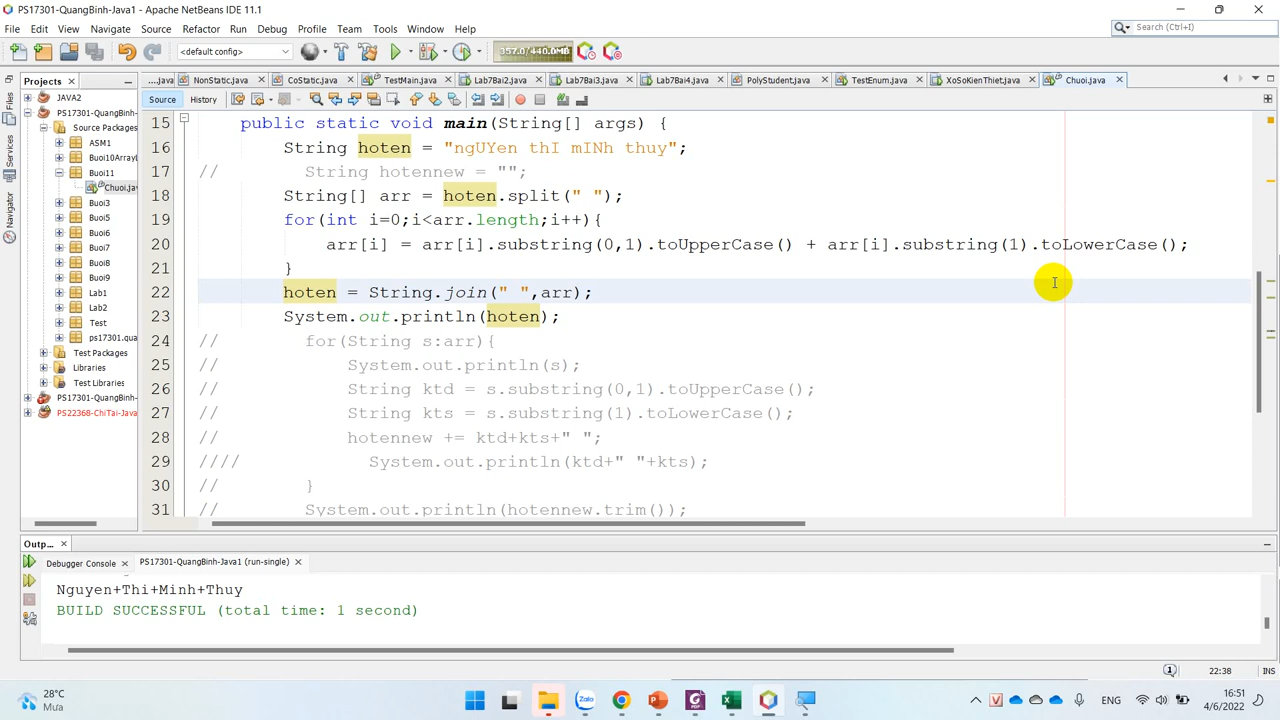 PS17301-QuangBinh-Java1 - Apache NetBeans IDE 11.1
File Edit View Navigate Source Refactor Run Debug Profile Team Tools Window Help
Search (Ctrl+I)
<default config>
357.0/440.0MB
Projects
....java NonStatic.java CoStatic.java TestMain.java Lab7Bai2.java Lab7Bai3.java Lab7Bai4.java PolyStudent.java TestEnum.java XoSoKienThiet.java Chuoi.java
Files
Services
Navigator
JAVA2
PS17301-QuangBinh
Source Packages
ASM1
Buoi10ArrayL
Buoi11
Chuoi.jav
Buoi3
Buoi5
Buoi6
Buoi7
Buoi8
Buoi9
Lab1
Lab2
Test
ps17301.qua
Test Packages
Libraries
Test Libraries
PS17301-QuangBinh
PS22368-ChiTai-Java
Source History
15 public static void main(String[] args) {
16 String hoten = "ngUYen thI mINh thuy";
17 // String hotennew = "";
18 String[] arr = hoten.split(" ");
19 for(int i=0;i<arr.length;i++){
20 arr[i] = arr[i].substring(0,1).toUpperCase() + arr[i].substring(1).toLowerCase();
21 }
22 hoten = String.join(" ",arr);
23 System.out.println(hoten);
24 // for(String s:arr){
25 // System.out.println(s);
26 // String ktd = s.substring(0,1).toUpperCase();
27 // String kts = s.substring(1).toLowerCase();
28 // hotennew += ktd+kts+" ";
29 //// System.out.println(ktd+" "+kts);
30 // }
31 // System.out.println(hotennew.trim());
Outp...
Debugger Console PS17301-QuangBinh-Java1 (run-single)
Nguyen+Thi+Minh+Thuy
BUILD SUCCESSFUL (total time: 1 second)
1 22:38 INS
28°C
Mưa
Zalo
ENG
16:51
4/6/2022